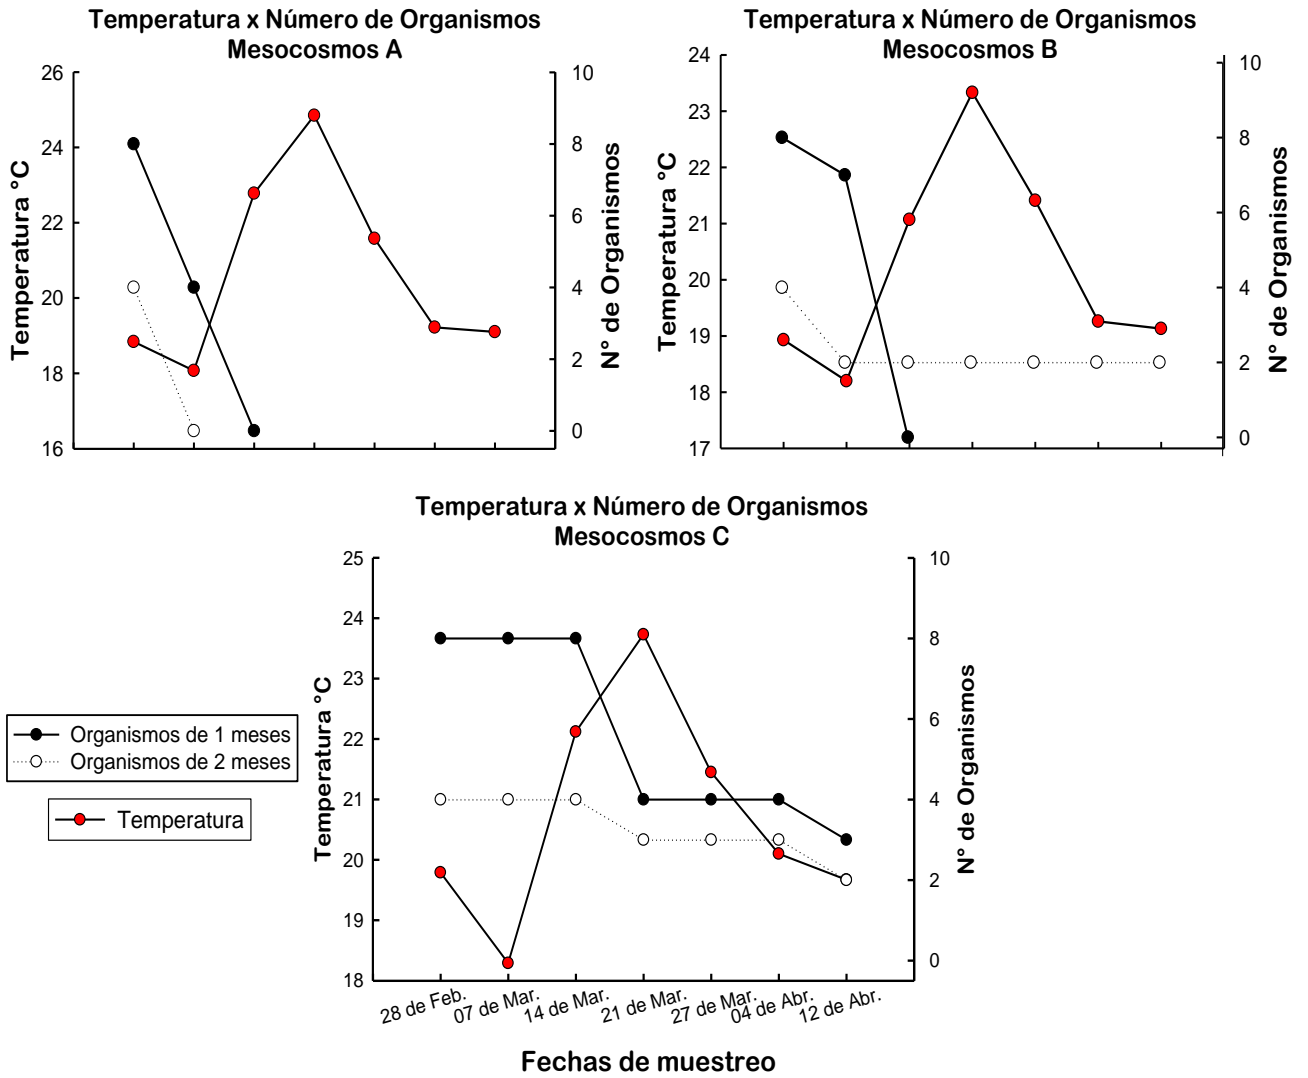 Temperatura x Número de Organismos
Mesocosmos A
26
24
22
20
18
16
Temperatura °C
10
8
6
4
2
0
N° de Organismos
Temperatura x Número de Organismos
Mesocosmos B
24
23
22
21
20
19
18
17
Temperatura °C
10
8
6
4
2
0
N° de Organismos
Temperatura x Número de Organismos
Mesocosmos C
25
24
23
22
21
20
19
18
Temperatura °C
10
8
6
4
2
0
N° de Organismos
Organismos de 1 meses
Organismos de 2 meses
Temperatura
28 de Feb.
07 de Mar.
14 de Mar.
21 de Mar.
27 de Mar.
04 de Abr.
12 de Abr.
Fechas de muestreo